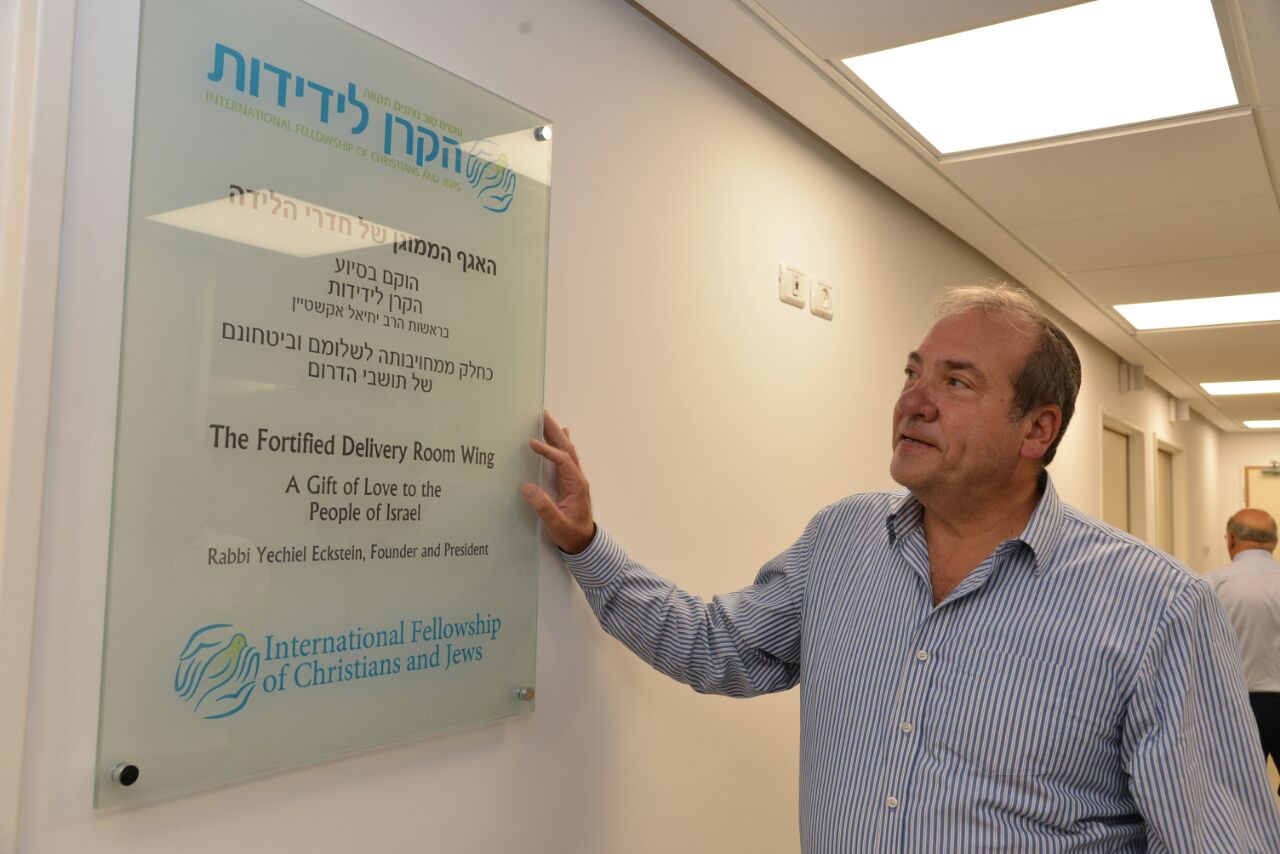 הקרן לידידות
עושים טוב נותנים תקווה
INTERNATIONAL FELLOWSHIP OF CHRISTIANS AND JEWS
האגף הממוגן של חדרי הלידה
הוקם בסיוע
הקרן לידידות
בראשות הרב יחיאל אקשטיין
כחלק ממחויבותה לשלומם וביטחונם
של תושבי הדרום
The Fortified Delivery Room Wing
A Gift of Love to the
People of Israel
Rabbi Yechiel Eckstein, Founder and President
International Fellowship
of Christians and Jews